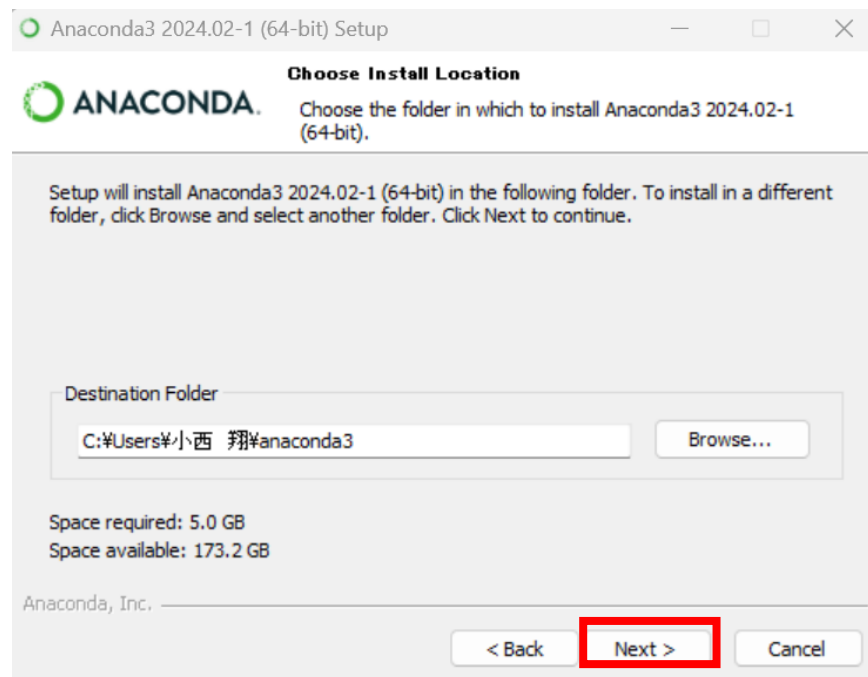 Anaconda3 2024.02-1 (64-bit) Setup
ANACONDA.
Choose Install Location
Choose the folder in which to install Anaconda3 2024.02-1
(64-bit).
Setup will install Anaconda3 2024.02-1 (64-bit) in the following folder. To install in a different
folder, click Browse and select another folder. Click Next to continue.
Destination Folder
C:¥Users¥小西　翔¥anaconda3
Browse...
Space required: 5.0 GB
Space available: 173.2 GB
Anaconda, Inc.
< Back
Next >
Cancel